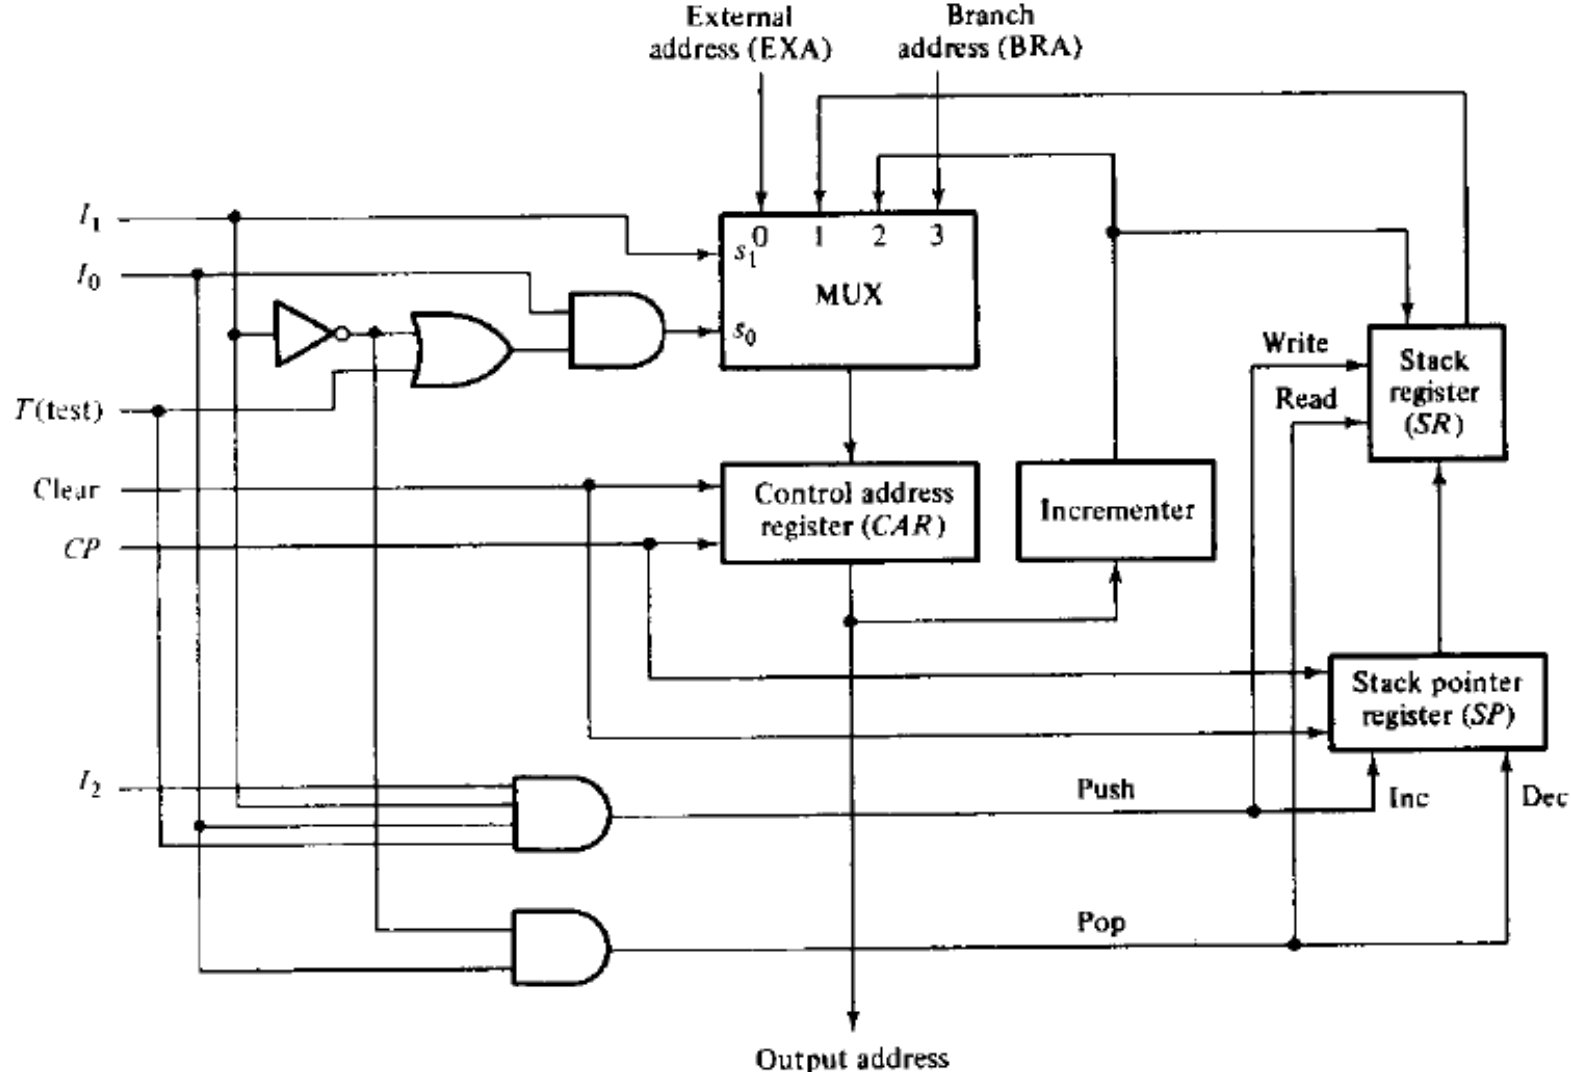 External
address (EXA)
Branch
address (BRA)
I1
I0
T(test)
Clear
CP
I2
0 1 2 3
s1
MUX
s0
Control address
register (CAR)
Incrementer
Write
Read
Stack
register
(SR)
Stack pointer
register (SP)
Push
Inc
Dec
Pop
Output address